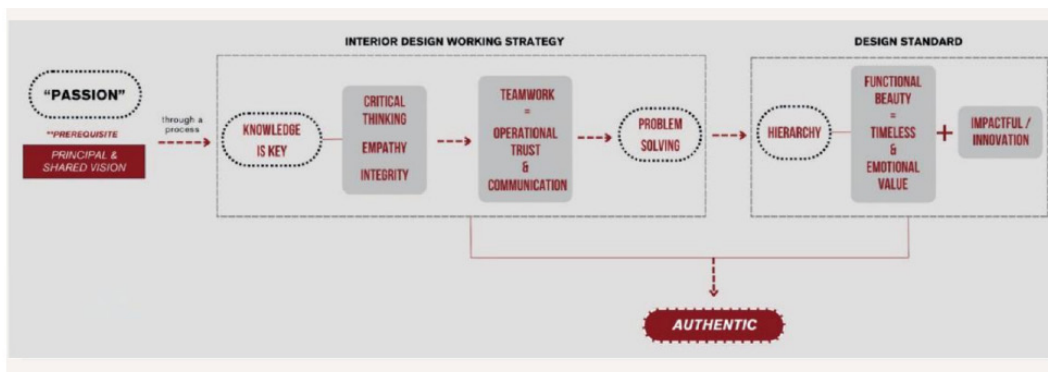 INTERIOR DESIGN WORKING STRATEGY
DESIGN STANDARD
“PASSION”
**PREREQUISITE
PRINCIPAL &
SHARED VISION
through a
process
KNOWLEDGE
IS KEY
CRITICAL
THINKING
EMPATHY
INTEGRITY
TEAMWORK
=
OPERATIONAL
TRUST
&
COMMUNICATION
PROBLEM
SOLVING
HIERARCHY
FUNCTIONAL
BEAUTY
=
TIMELESS
&
EMOTIONAL
VALUE
+
IMPACTFUL /
INNOVATION
AUTHENTIC